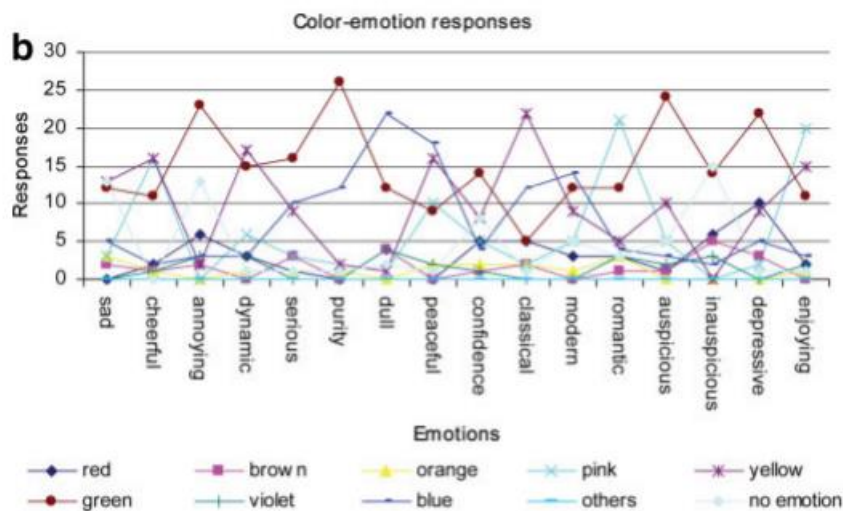 Color-emotion responses
b
30
25
20
15
10
5
0
Responses
sad
cheerful
annoying
dynamic
serious
purity
dull
peaceful
confidence
classical
modern
romantic
auspicious
inauspicious
depressive
enjoying
Emotions
red brown orange pink yellow
green violet blue others no emotion